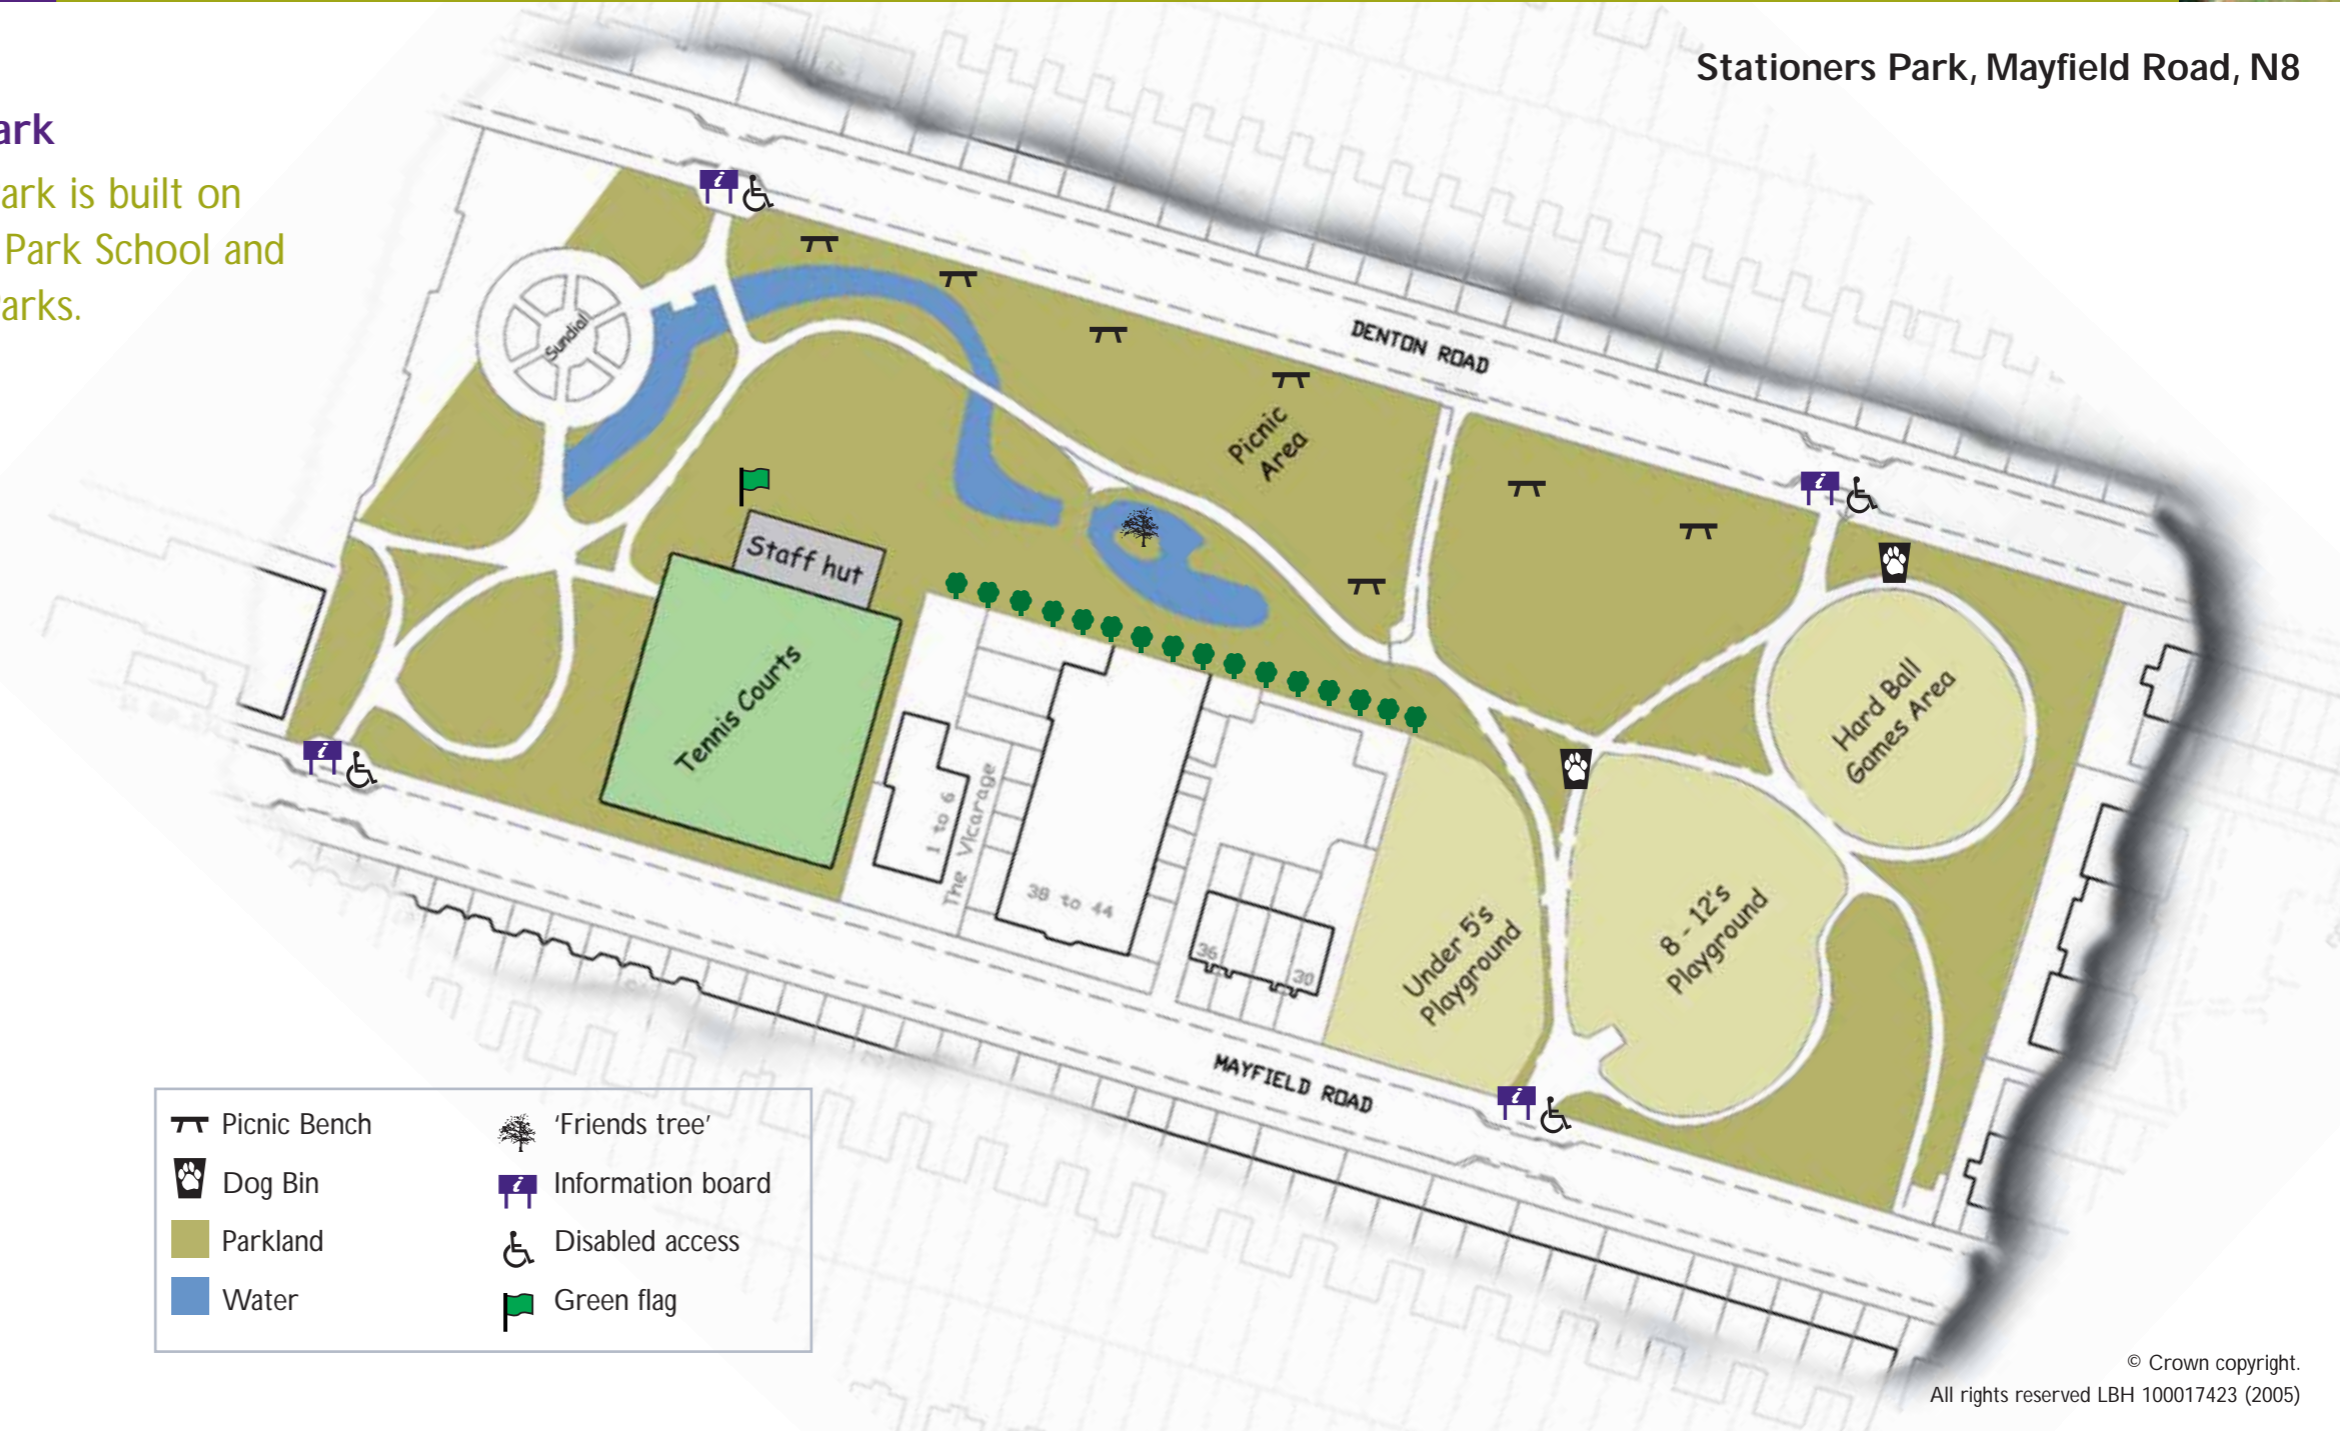 Stationers Park, Mayfield Road, N8
ark
ark is built on
Park School and
arks.
Sundial
DENTON ROAD
Picnic
Area
Staff hut
Tennis Courts
Hard Ball
Games Area
1 to 6
The Vicarage
38 to 44
36
30
Under 5's
Playground
8 - 12's
Playground
MAYFIELD ROAD
Picnic Bench
Dog Bin
Parkland
Water
'Friends tree'
Information board
Disabled access
Green flag
© Crown copyright.
All rights reserved LBH 100017423 (2005)